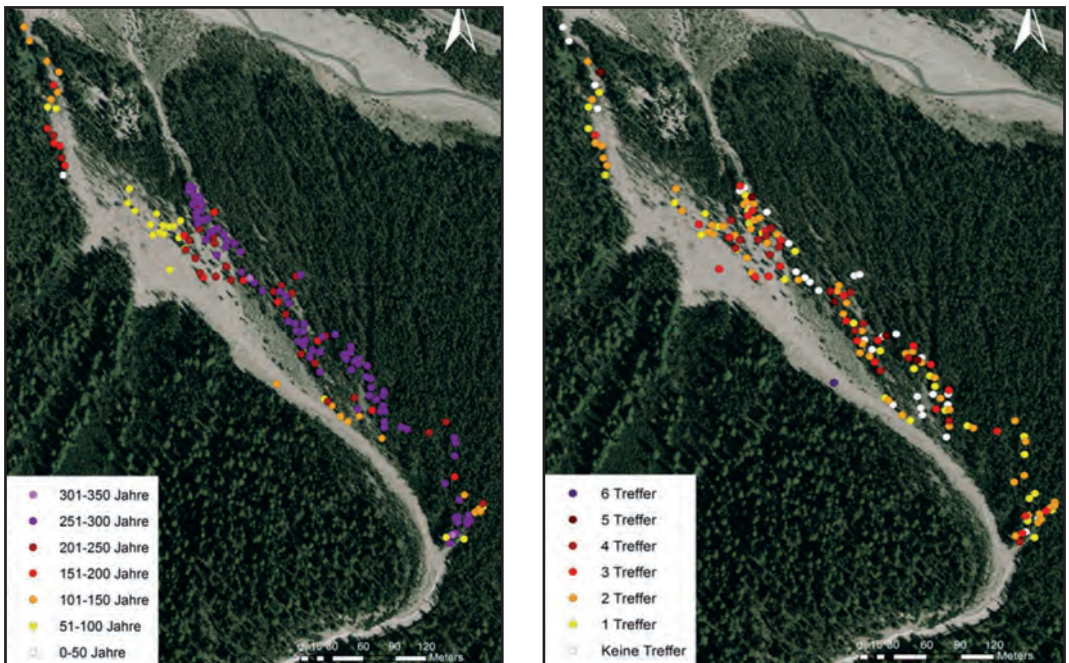 301-350 Jahre
251-300 Jahre
201-250 Jahre
151-200 Jahre
101-150 Jahre
51-100 Jahre
0-50 Jahre
60 90 120
Meters
6 Treffer
5 Treffer
4 Treffer
3 Treffer
2 Treffer
1 Treffer
Keine Treffer
60 90 120
Meters